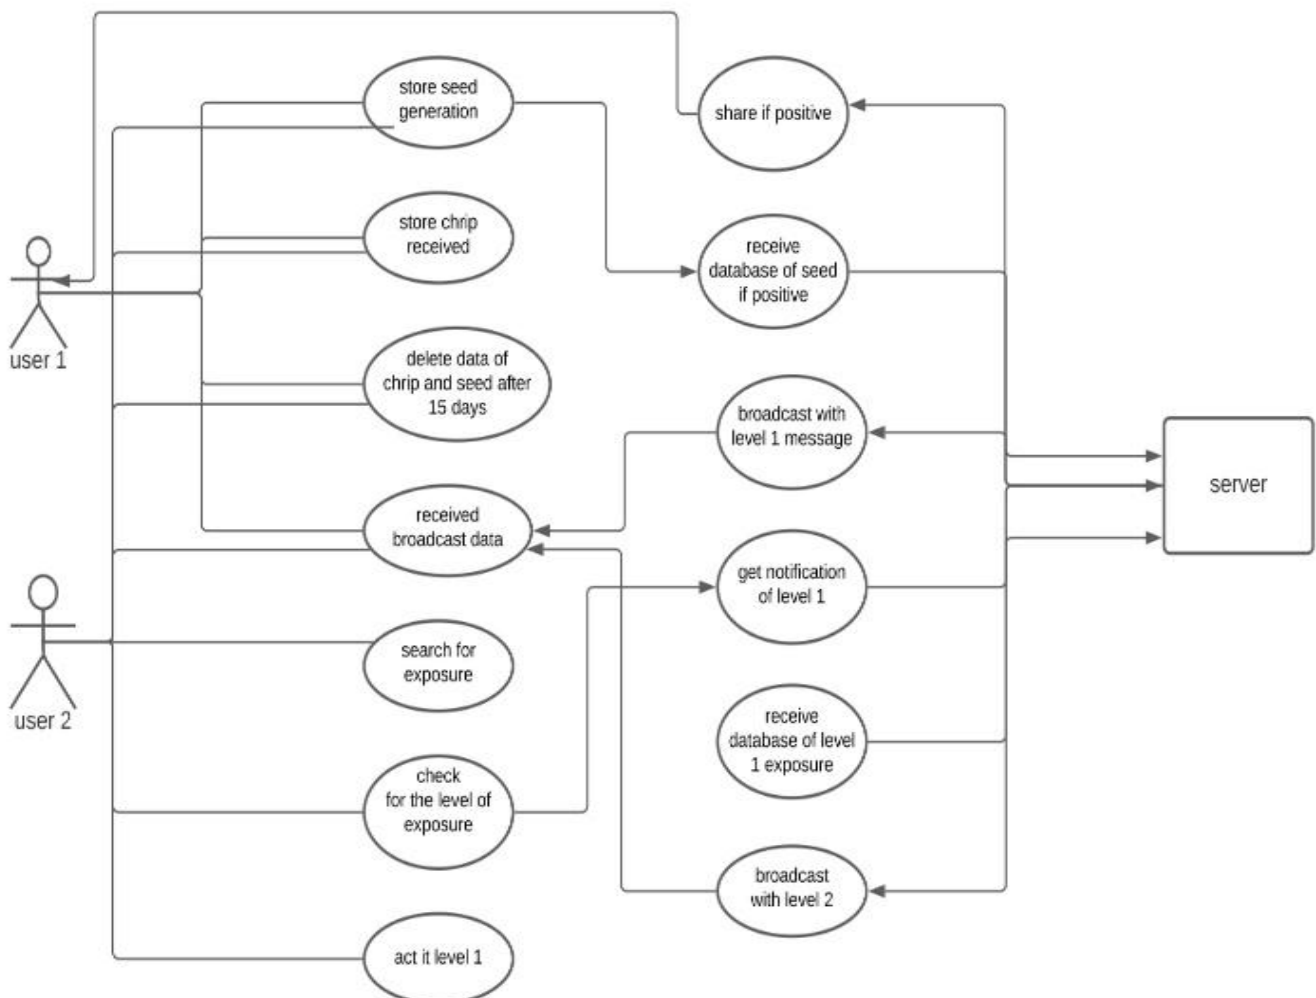 store seed
generation
share if positive
store chrip
received
receive
database of seed
if positive
user 1
delete data of
chrip and seed after
15 days
broadcast with
level 1 message
server
received
broadcast data
get notification
of level 1
search for
exposure
user 2
receive
database of level
1 exposure
check
for the level of
exposure
broadcast
with level 2
act it level 1